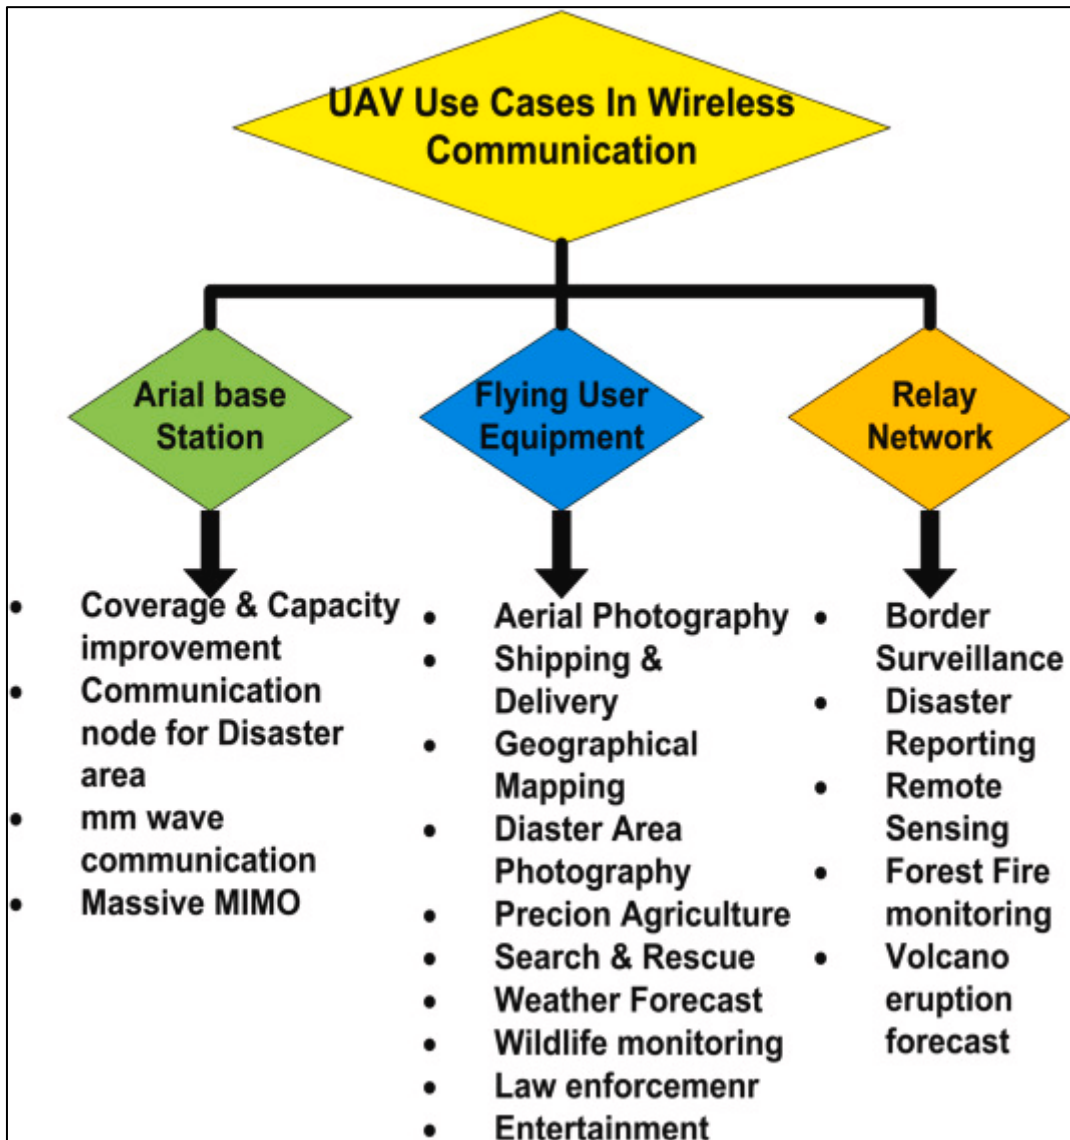 UAV Use Cases In Wireless
Communication
Arial base
Station
Flying User
Equipment
Relay
Network
• Coverage & Capacity
improvement
• Communication
node for Disaster
area
• mm wave
communication
• Massive MIMO
• Aerial Photography
• Shipping &
Delivery
• Geographical
Mapping
• Diaster Area
Photography
• Precion Agriculture
• Search & Rescue
• Weather Forecast
• Wildlife monitoring
• Law enforcemenr
• Entertainment
• Border
Surveillance
• Disaster
Reporting
• Remote
Sensing
• Forest Fire
monitoring
• Volcano
eruption
forecast